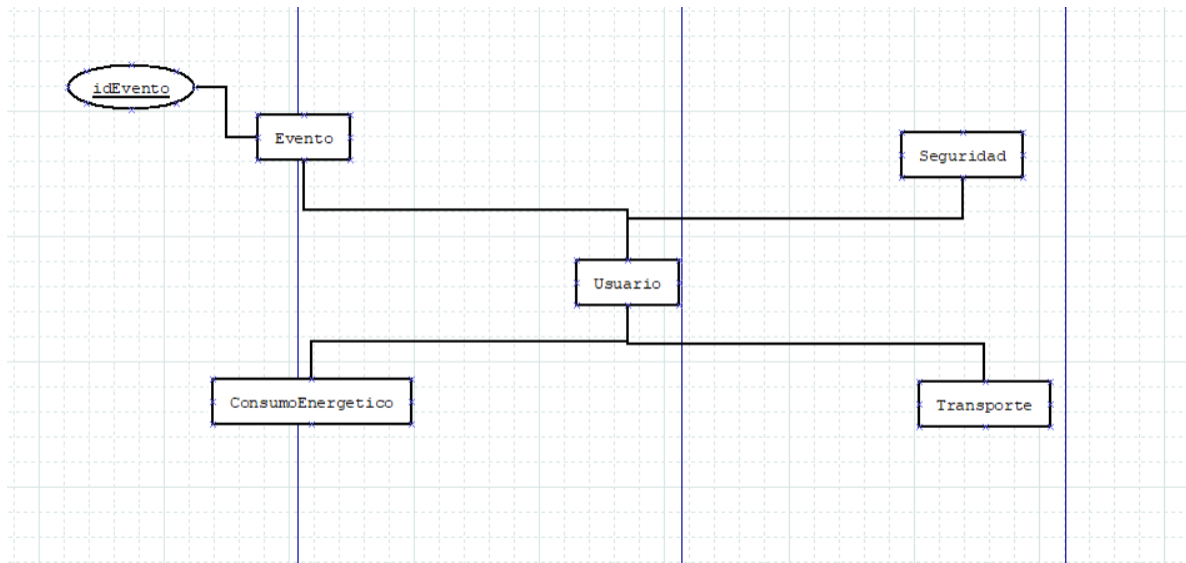 idEvento
Evento
Seguridad
Usuario
ConsumoEnergetico
Transporte